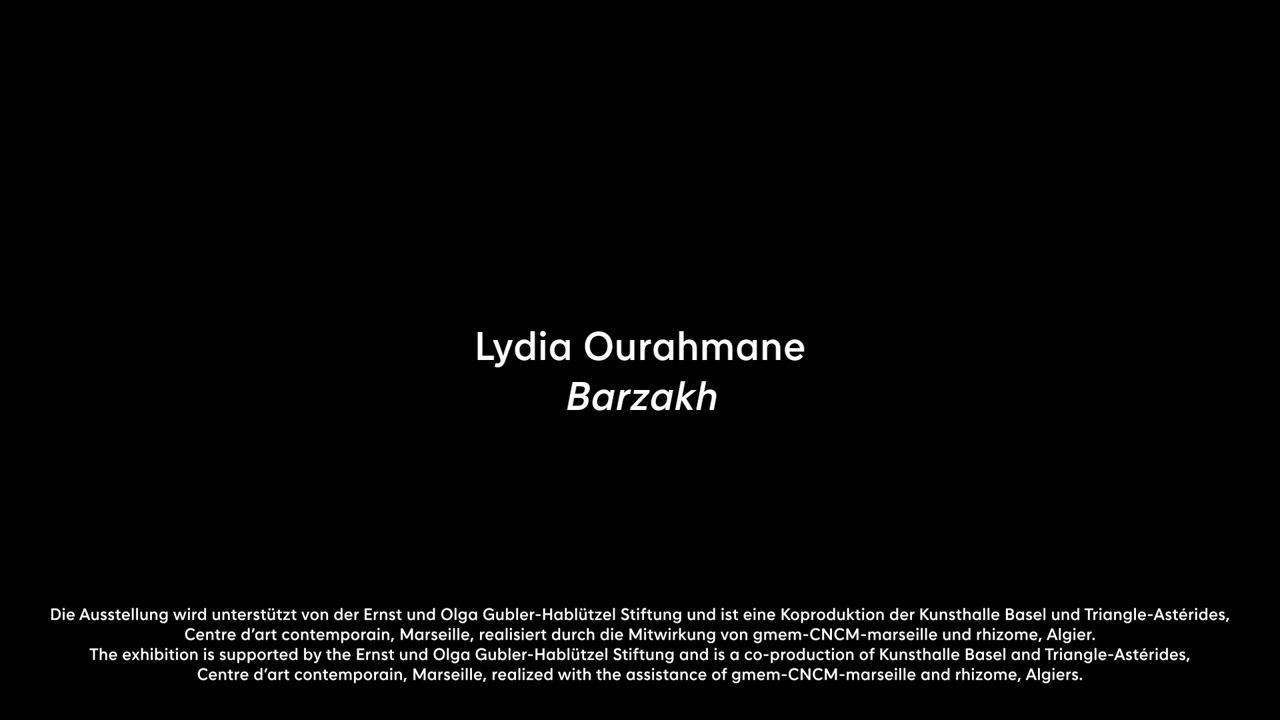 Lydia Ourahmane
Barzakh
Die Ausstellung wird unterstützt von der Ernst und Olga Gubler-Hablützel Stiftung und ist eine Koproduktion der Kunsthalle Basel und Triangle-Astérides,
Centre d’art contemporain, Marseille, realisiert durch die Mitwirkung von gmem-CNCM-marseille und rhizome, Algier.
The exhibition is supported by the Ernst und Olga Gubler-Hablützel Stiftung and is a co-production of Kunsthalle Basel and Triangle-Astérides,
Centre d’art contemporain, Marseille, realized with the assistance of gmem-CNCM-marseille and rhizome, Algiers.